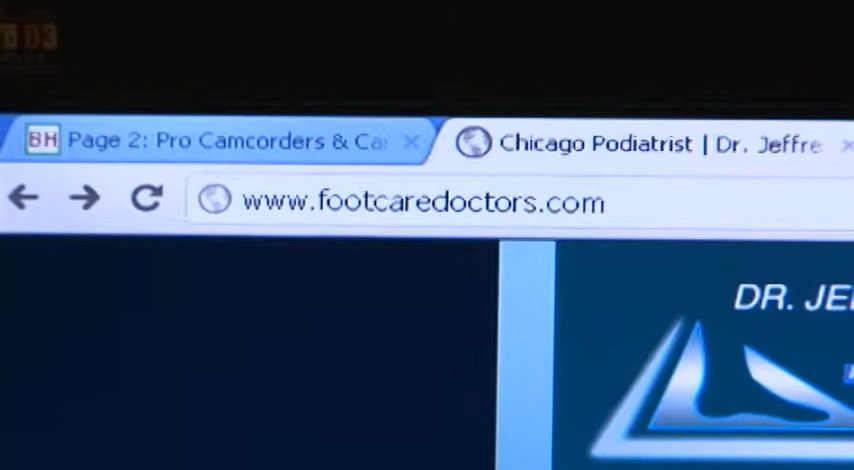 BH Page 2: Pro Camcorders & Ca
Chicago Podiatrist | Dr. Jeffre
www.footcaredoctors.com
DR. JE